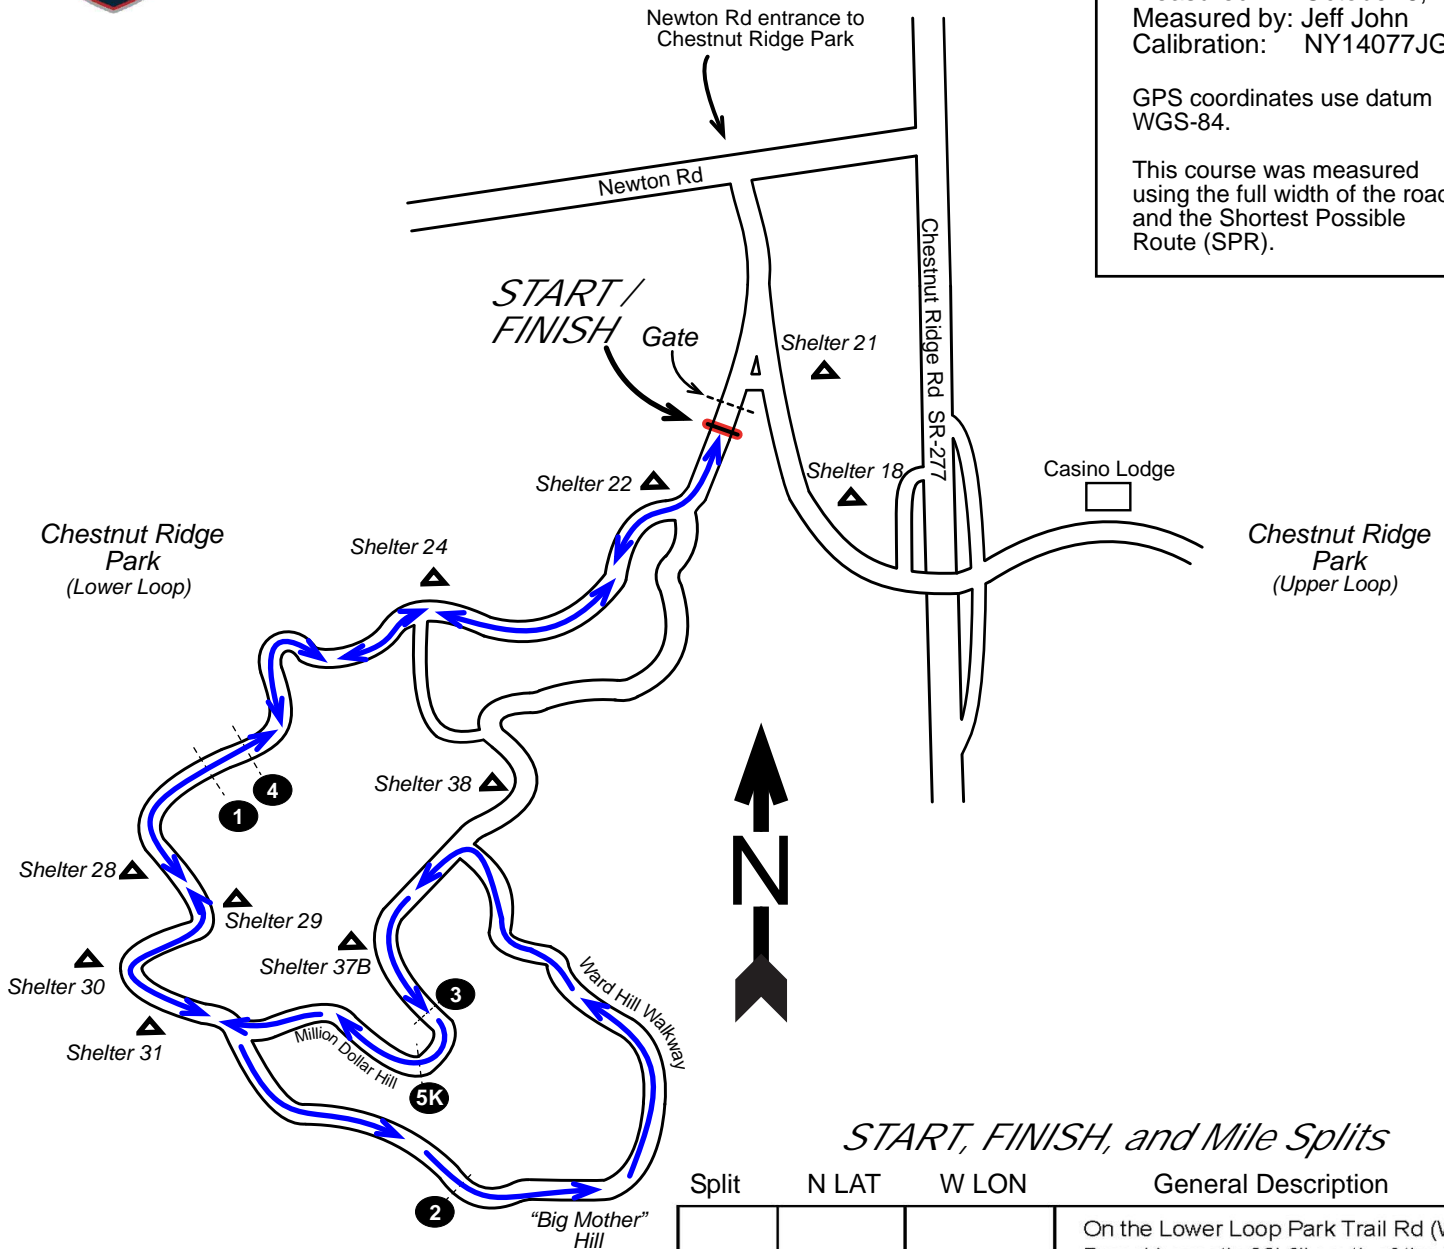 Newton Rd entrance to
Chestnut Ridge Park
Measured by: Jeff John
Calibration: NY14077JG
GPS coordinates use datum
WGS-84.
This course was measured
using the full width of the road
and the Shortest Possible
Route (SPR).
Newton Rd
Chestnut Ridge Rd SR-277
START /
FINISH
Gate
Shelter 21
Shelter 18
Casino Lodge
Shelter 22
Chestnut Ridge
Park
(Lower Loop)
Shelter 24
Chestnut Ridge
Park
(Upper Loop)
Shelter 38
4
1
Shelter 28
Shelter 29
Shelter 37B
Shelter 30
Shelter 31
3
N
Ward Hill Walkway
Million Dollar Hill
5K
2
"Big Mother"
Hill
START, FINISH, and Mile Splits
Split N LAT W LON General Description
On the Lower Loop Park Trail Rd (W